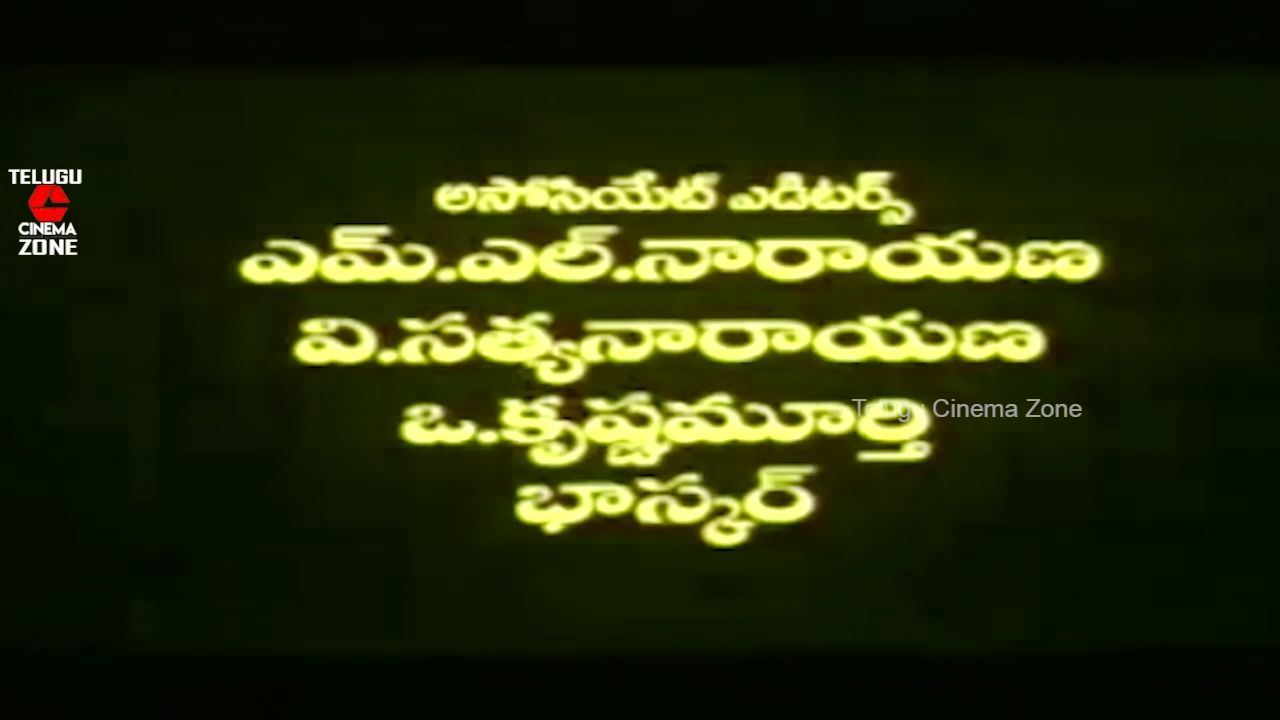 TELUGU
CINEMA
ZONE
అసోసియేట్ ఎడిటర్స్
ఎమ్.ఎల్.నారాయణ
వి.సత్యనారాయణ
ఒ.కృష్ణమూర్తి
Telugu Cinema Zone
భాస్కర్